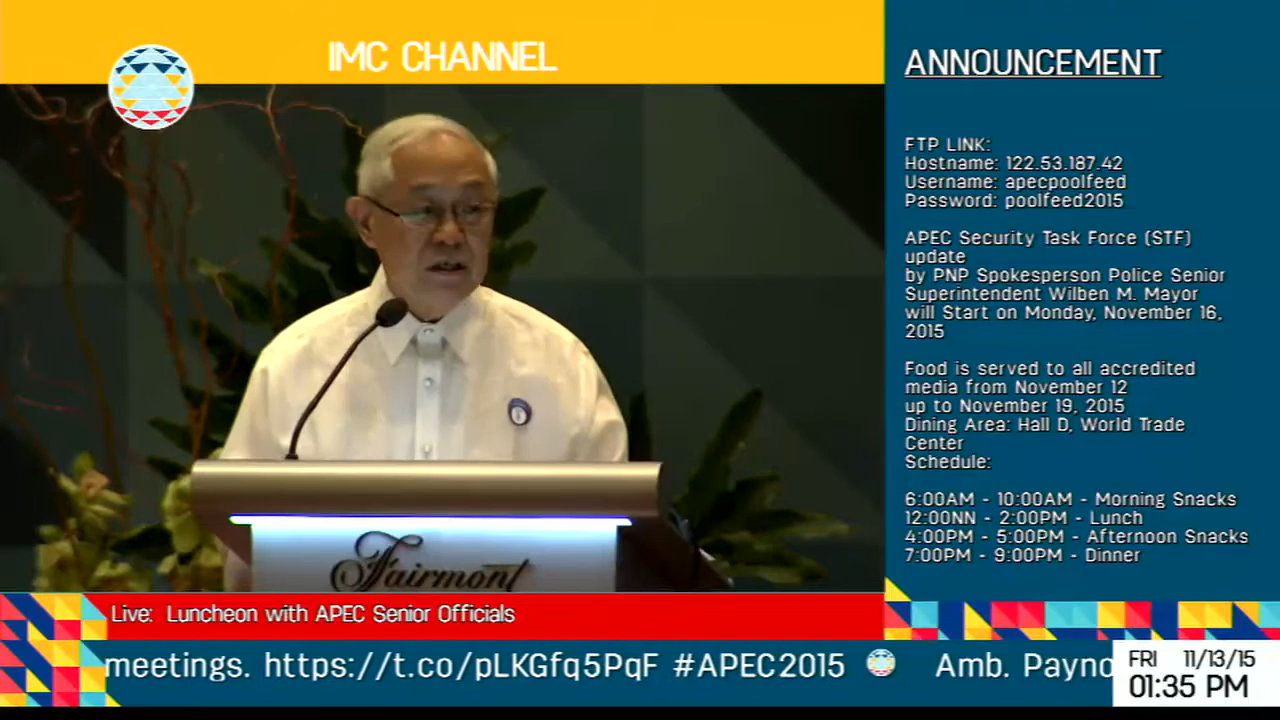 IMC CHANNEL
ANNOUNCEMENT
FTP LINK:
Hostname: 122.53.187.42
Username: apecpoolfeed
Password: poolfeed2015
APEC Security Task Force (STF)
update
by PNP Spokesperson Police Senior
Superintendent Wilben M. Mayor
will Start on Monday, November 16,
2015
Food is served to all accredited
media from November 12
up to November 19, 2015
Dining Area: Hall D, World Trade
Center
Schedule:
6:00AM - 10:00AM - Morning Snacks
12:00NN - 2:00PM - Lunch
4:00PM - 5:00PM - Afternoon Snacks
7:00PM - 9:00PM - Dinner
Fairmont
Live: Luncheon with APEC Senior Officials
meetings. https://t.co/pLKGfq5PqF #APEC2015 Amb. Payno
FRI 11/13/15
01:35 PM